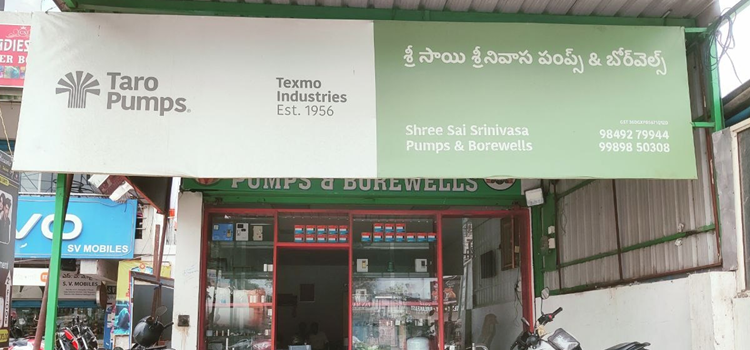 Taro
Pumps
Texmo
Industries
Est. 1956
శ్రీ సాయి శ్రీనివాస పంప్స్ & బోర్‌వెల్స్
Shree Sai Srinivasa
Pumps & Borewells
98492 79944
99898 50308
PUMPS & BOREWELLS
SV MOBILES
S.V. MOBILES